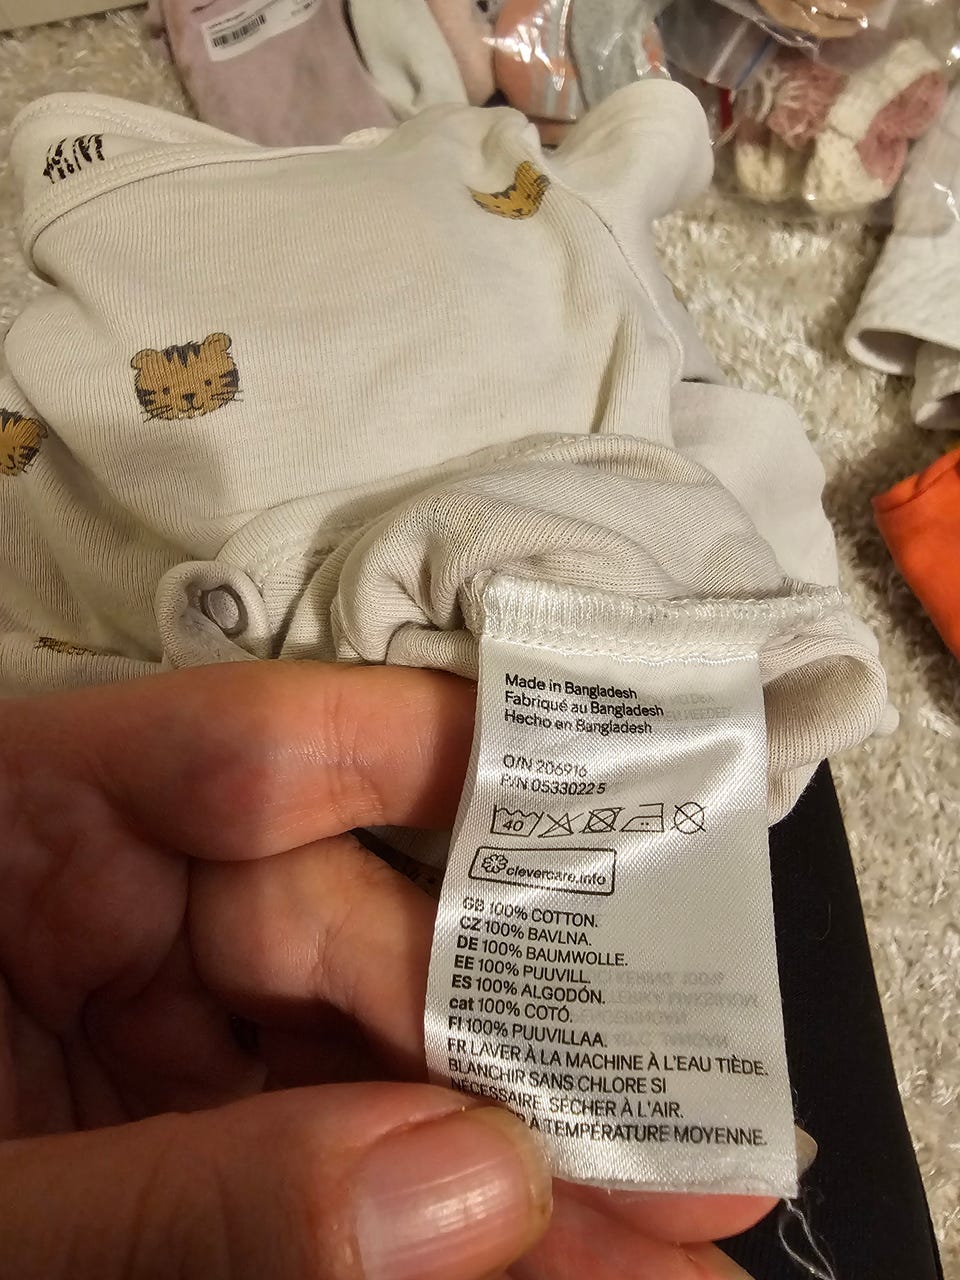 Made in Bangladesh
Fabriqué au Bangladesh
Hecho en Bangladesh
O/N 206916
P/N 05330225
40
clevercare.info
GB 100% COTTON.
CZ 100% BAVLNA.
DE 100% BAUMWOLLE.
EE 100% PUUVILL.
ES 100% ALGODÓN.
cat 100% COTÓ.
FI 100% PUUVILLAA.
FR LAVER À LA MACHINE À L'EAU TIÈDE.
BLANCHIR SANS CHLORE SI
NÉCESSAIRE. SÉCHER À L'AIR.
À TEMPÉRATURE MOYENNE.